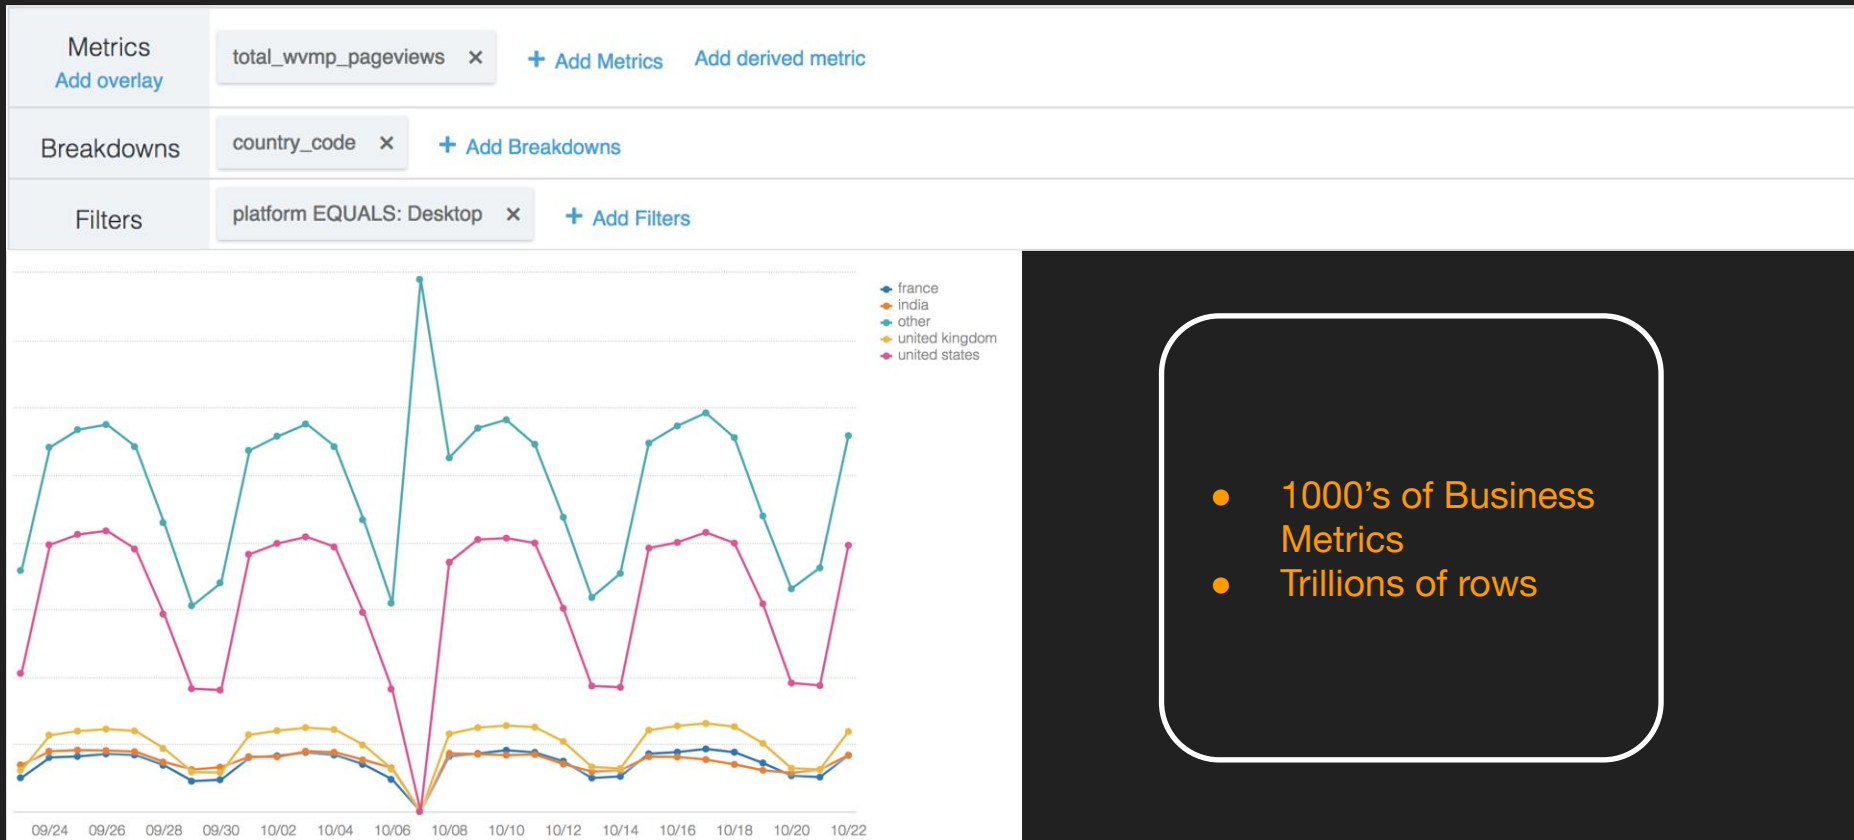 Metrics
Add overlay
total_wvmp_pageviews ×
+ Add Metrics
Add derived metric
Breakdowns
country_code ×
+ Add Breakdowns
Filters
platform EQUALS: Desktop ×
+ Add Filters
france
india
other
united kingdom
united states
09/24 09/26 09/28 09/30 10/02 10/04 10/06 10/08 10/10 10/12 10/14 10/16 10/18 10/20 10/22
● 1000’s of Business
Metrics
● Trillions of rows